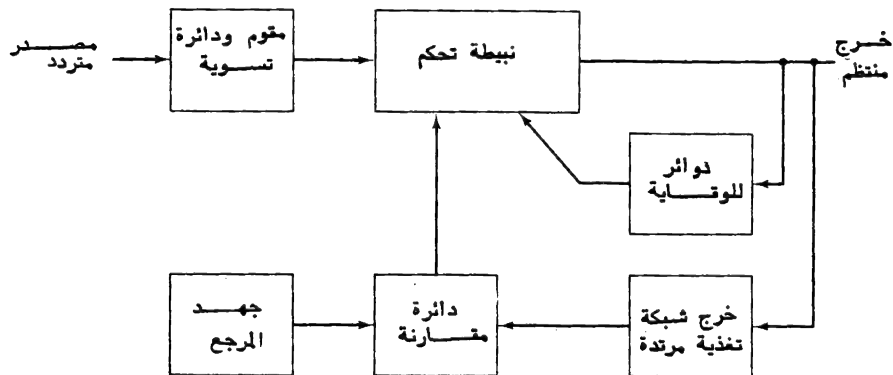 مصدر
متردد
مقوم ودائرة
تسوية
نبيطة تحكم
خرج
منتظم
دوائر
للوقاية
جهد
المرجع
دائرة
مقارنة
خرج شبكة
تغذية مرتدة